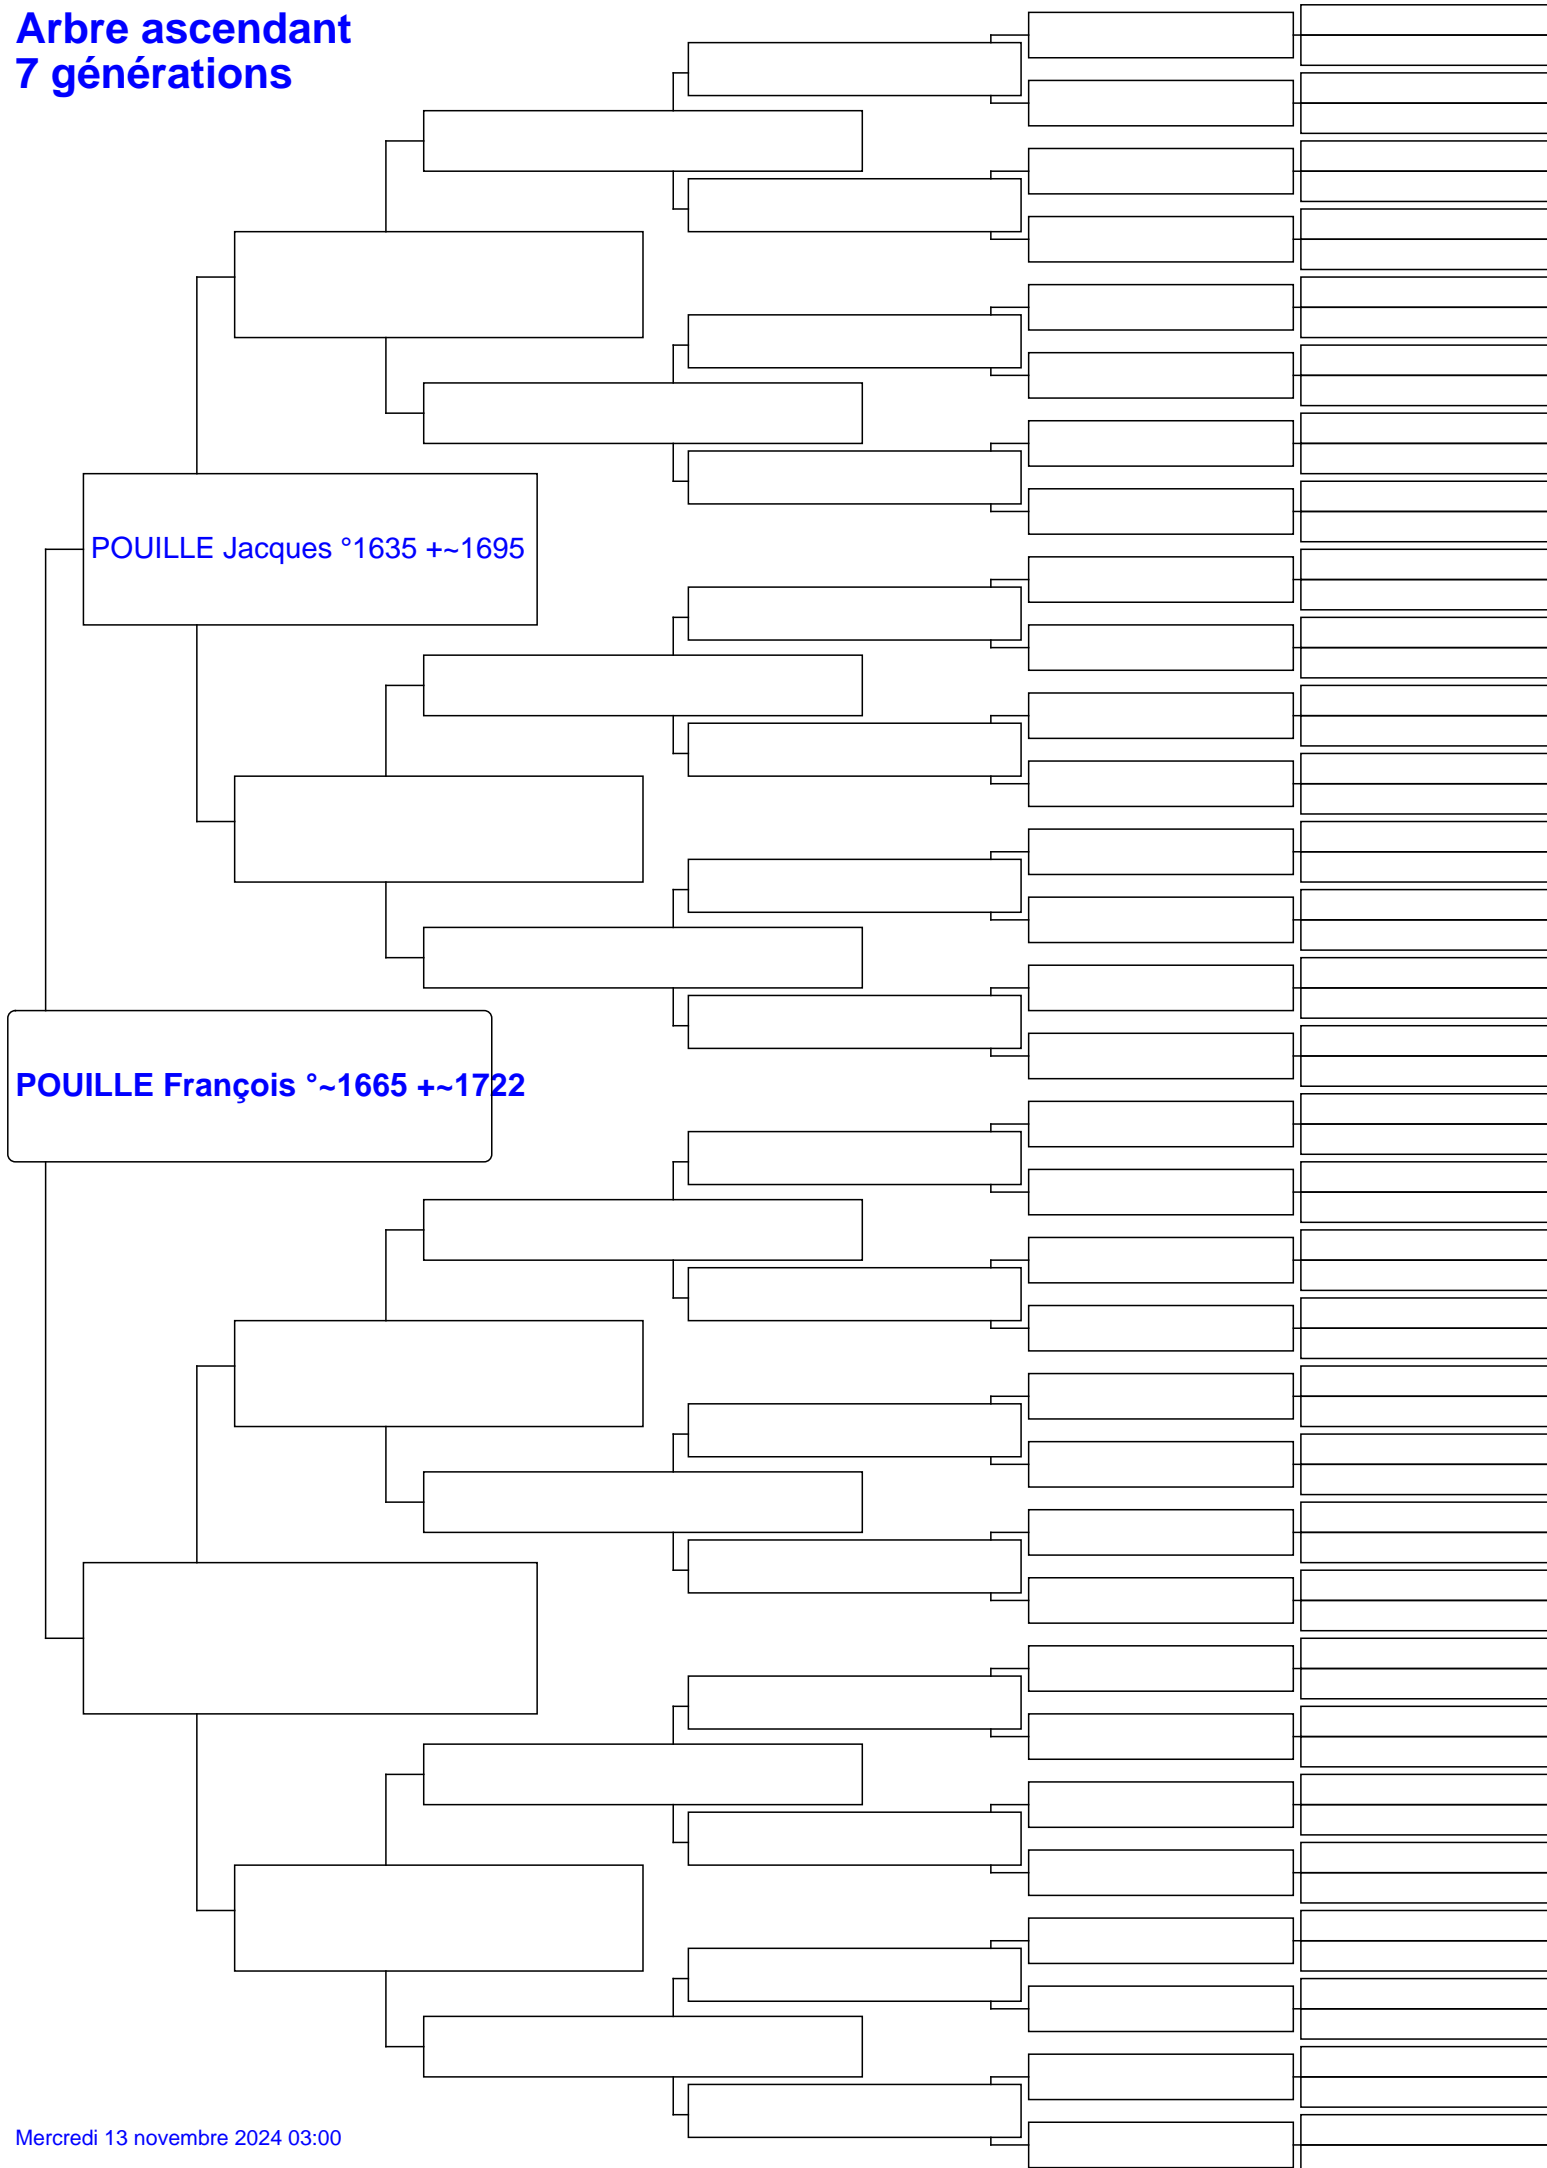 Arbre ascendant
7 générations
POUILLE Jacques °1635 +~1695
POUILLE François °~1665 +~1722
Mercredi 13 novembre 2024 03:00